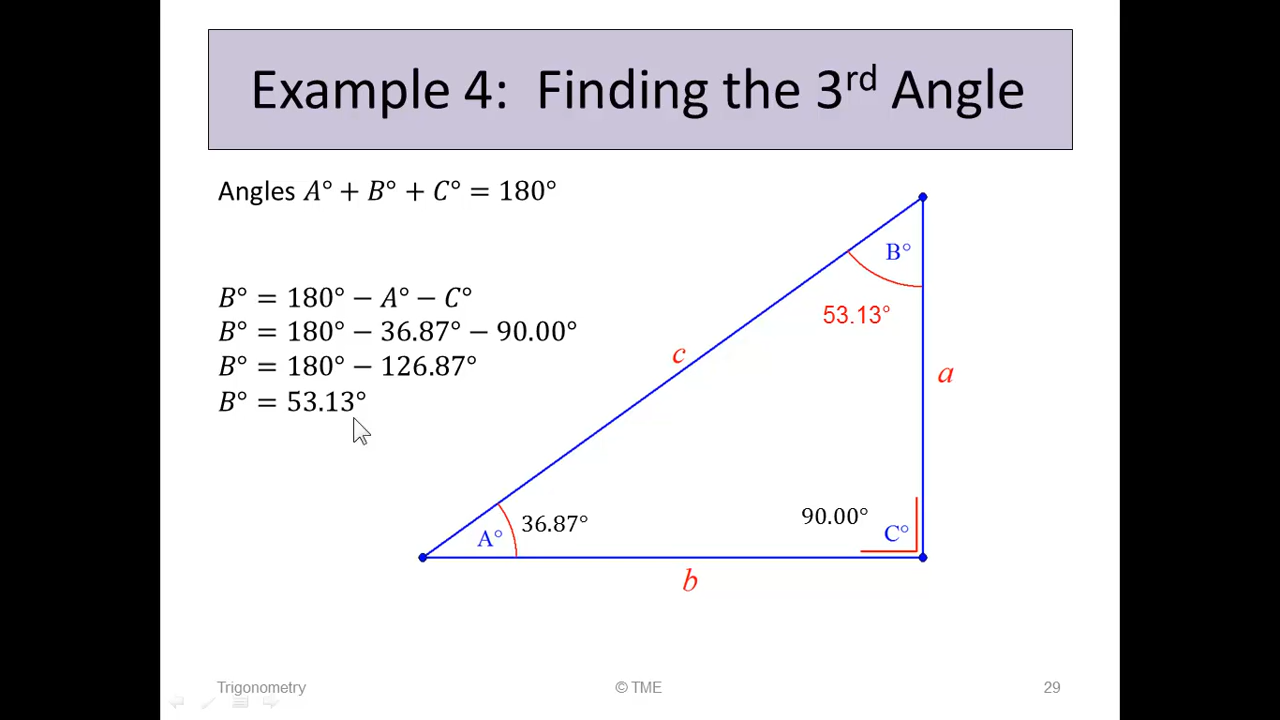 Example 4:  Finding the 3rd Angle
Angles A° + B° + C° = 180°
B° = 180° − A° − C°
B° = 180° − 36.87° − 90.00°
B° = 180° − 126.87°
B° = 53.13°
B°
53.13°
c
a
36.87°
A°
90.00°
C°
b
Trigonometry
© TME
29